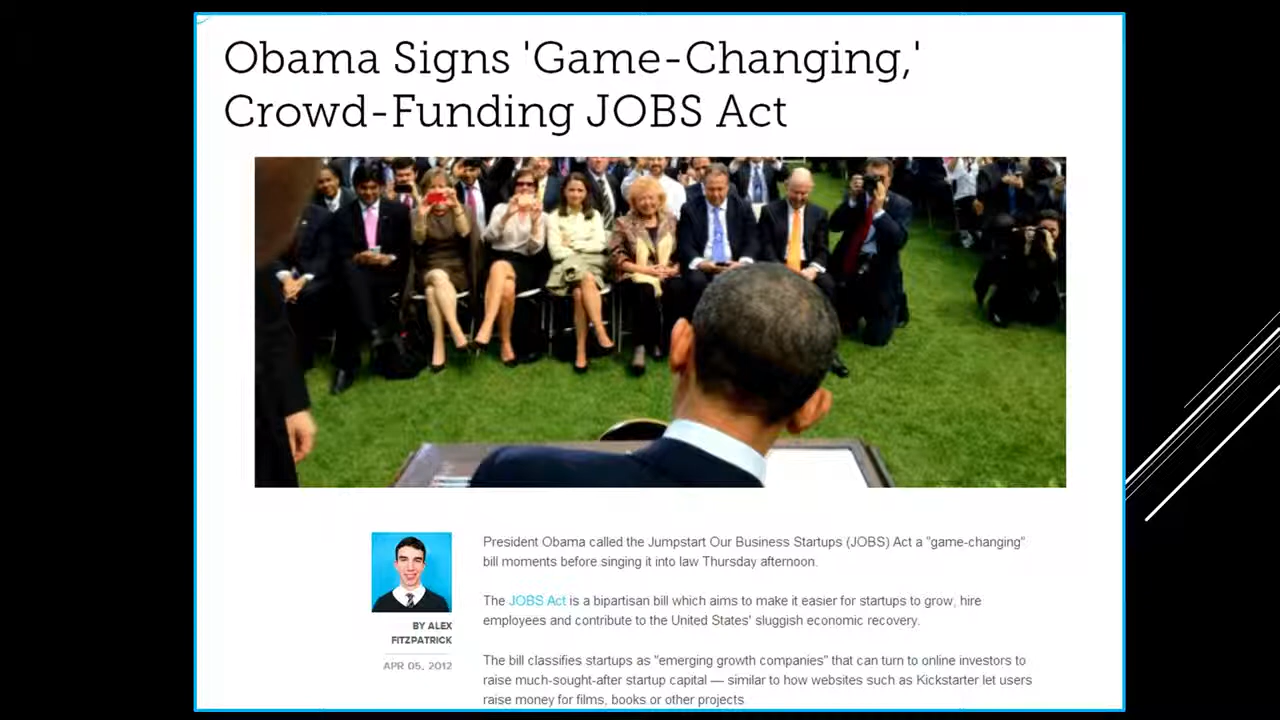 Obama Signs 'Game-Changing,'
Crowd-Funding JOBS Act
President Obama called the Jumpstart Our Business Startups (JOBS) Act a "game-changing"
bill moments before singing it into law Thursday afternoon.
The JOBS Act is a bipartisan bill which aims to make it easier for startups to grow, hire
employees and contribute to the United States' sluggish economic recovery.
The bill classifies startups as "emerging growth companies" that can turn to online investors to
raise much-sought-after startup capital — similar to how websites such as Kickstarter let users
raise money for films, books or other projects
BY ALEX
FITZPATRICK
APR 05, 2012